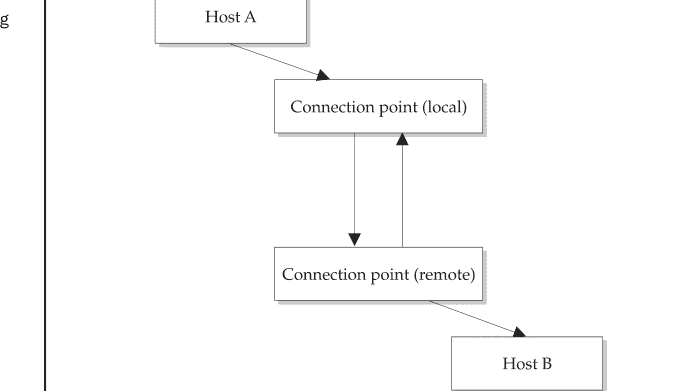 g
Host A
Connection point (local)
Connection point (remote)
Host B